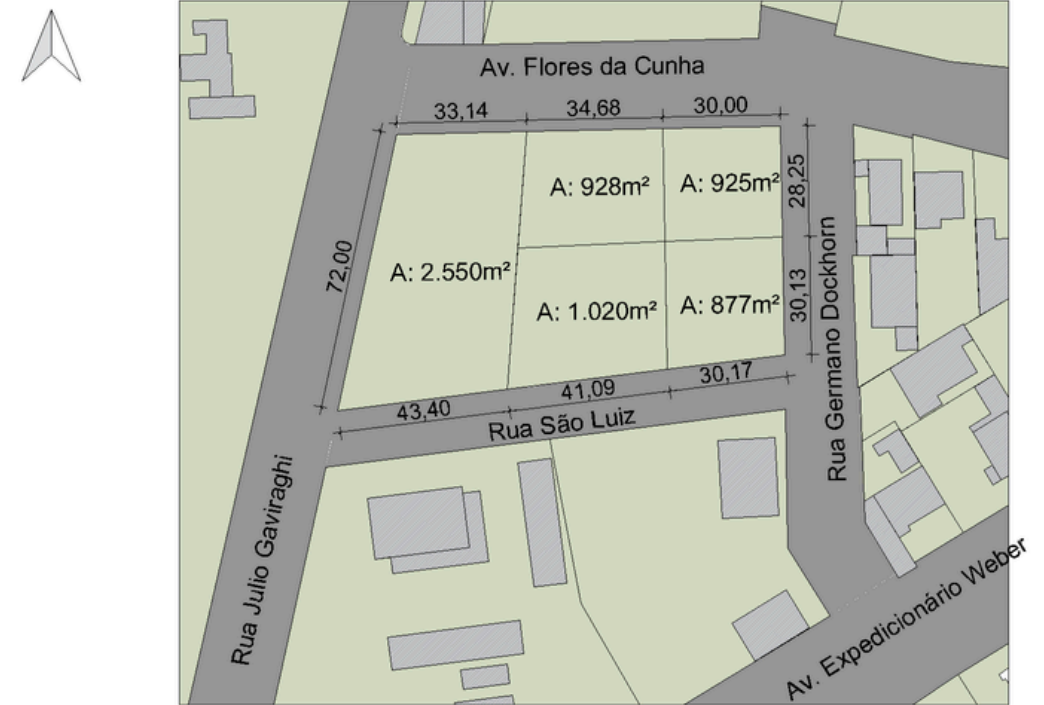 Av. Flores da Cunha
33,14
34,68
30,00
A: 928m²
A: 925m²
28,25
72,00
A: 2.550m²
A: 1.020m²
A: 877m²
30,13
Rua Germano Dockhorn
43,40
41,09
30,17
Rua São Luiz
Rua Julio Gaviraghi
Av. Expedicionário Weber